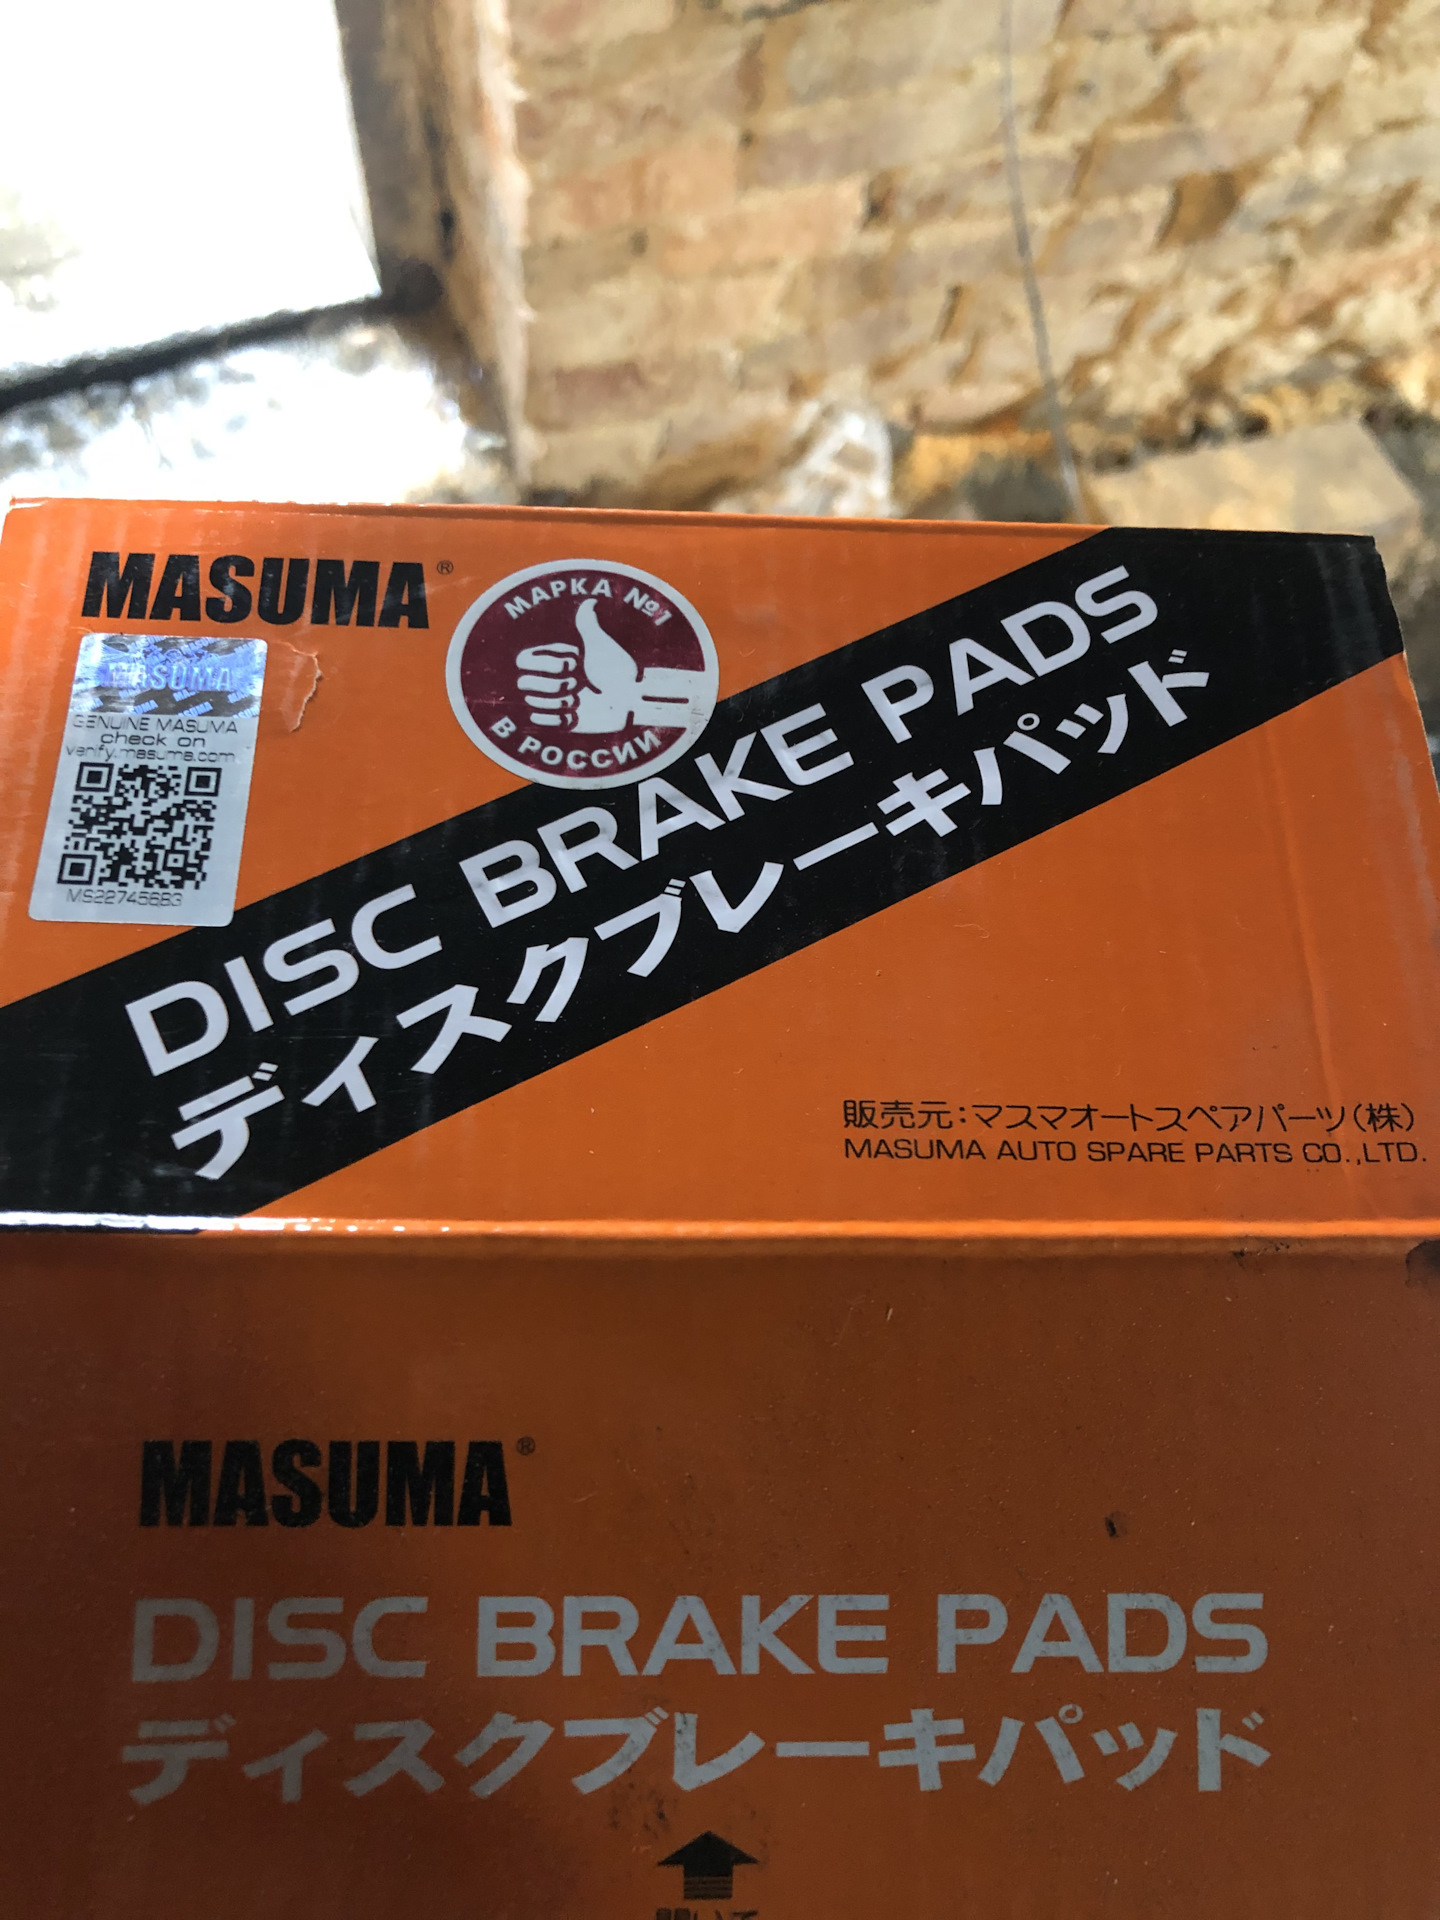 MASUMA®
МАРКА №1
В РОССИИ
MASUMA
GENUINE MASUMA
check on
verify.masuma.com
MS22745683
DISC BRAKE PADS
ディスクブレーキパッド
販売元:マスマオートスペアパーツ(株)
MASUMA AUTO SPARE PARTS CO.,LTD.
MASUMA®
DISC BRAKE PADS
ディスクブレーキパッド